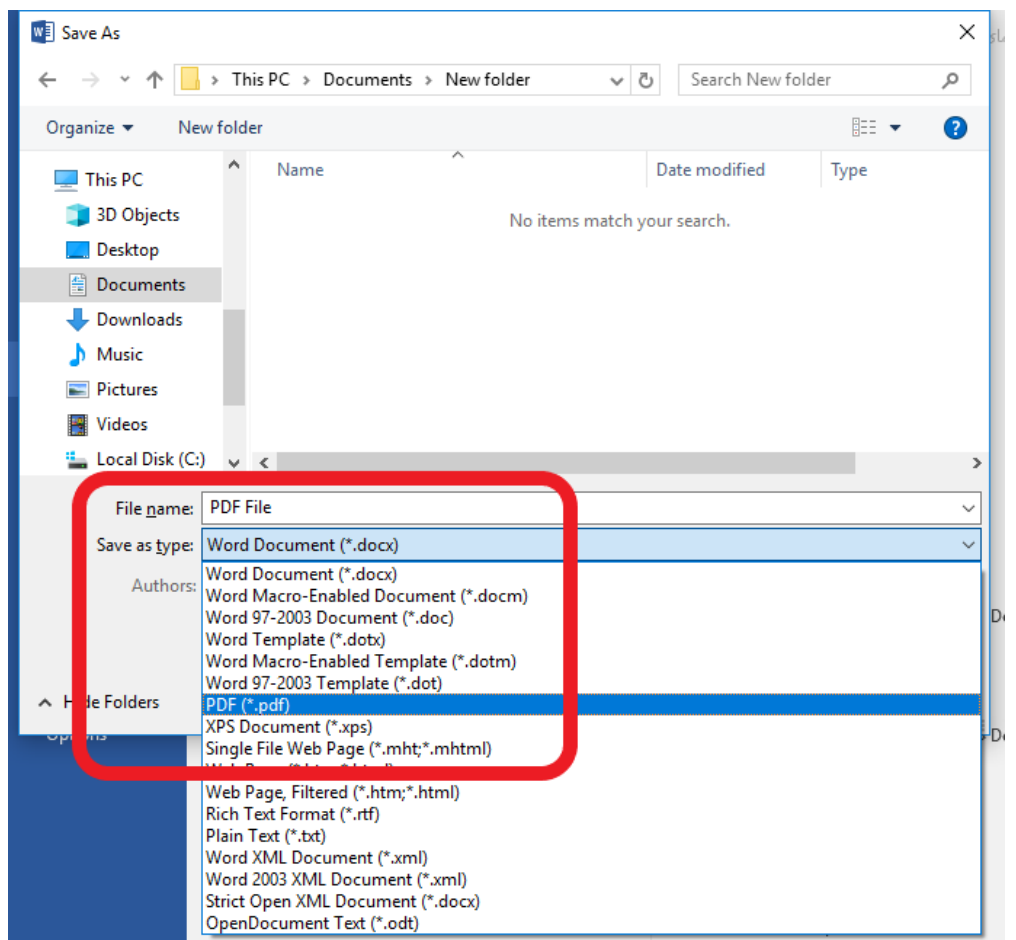 Save As
This PC > Documents > New folder
Search New folder
Organize
New folder
?
This PC
Name
Date modified
Type
3D Objects
No items match your search.
Desktop
Documents
Downloads
Music
Pictures
Videos
Local Disk (C:)
File name: PDF File
Save as type: Word Document (*.docx)
Authors:
Word Document (*.docx)
Word Macro-Enabled Document (*.docm)
Word 97-2003 Document (*.doc)
Word Template (*.dotx)
Word Macro-Enabled Template (*.dotm)
Word 97-2003 Template (*.dot)
Hide Folders
PDF (*.pdf)
XPS Document (*.xps)
Options
Single File Web Page (*.mht;*.mhtml)
Web Page, Filtered (*.htm;*.html)
Rich Text Format (*.rtf)
Plain Text (*.txt)
Word XML Document (*.xml)
Word 2003 XML Document (*.xml)
Strict Open XML Document (*.docx)
OpenDocument Text (*.odt)